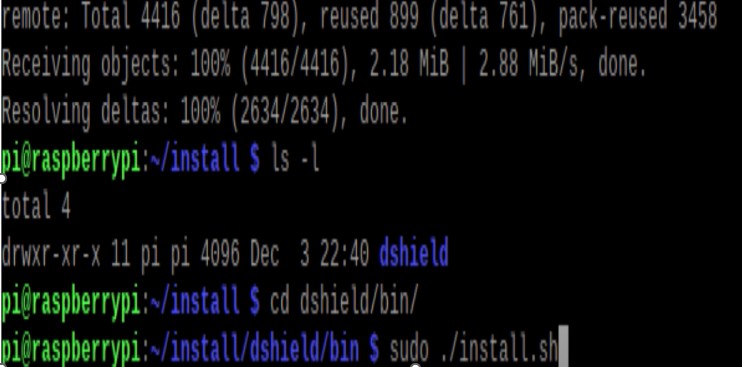 remote: Total 4416 (delta 798), reused 899 (delta 761), pack-reused 3458
Receiving objects: 100% (4416/4416), 2.18 MiB | 2.88 MiB/s, done.
Resolving deltas: 100% (2634/2634), done.
pi@raspberrypi:~/install $ ls -l
total 4
drwxr-xr-x 11 pi pi 4096 Dec  3 22:40 dshield
pi@raspberrypi:~/install $ cd dshield/bin/
pi@raspberrypi:~/install/dshield/bin $ sudo ./install.sh